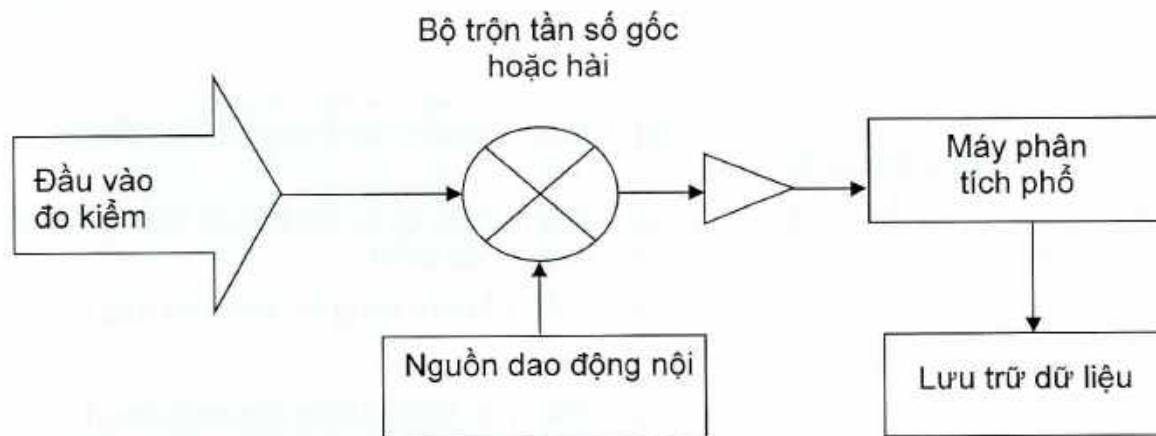 Bộ trộn tần số gốc
hoặc hài
Đầu vào
đo kiểm
Máy phân
tích phổ
Nguồn dao động nội
Lưu trữ dữ liệu